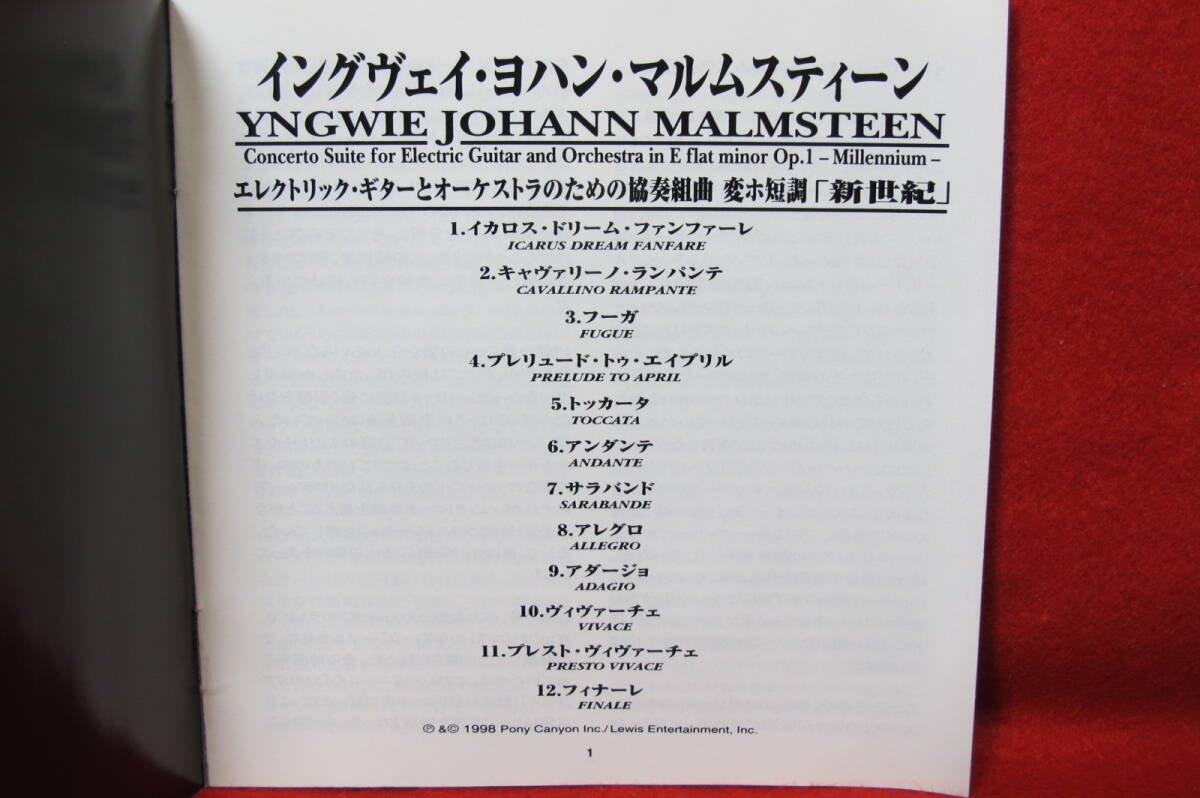 イングヴェイ・ヨハン・マルムスティーン
YNGWIE JOHANN MALMSTEEN
Concerto Suite for Electric Guitar and Orchestra in E flat minor Op.1 – Millennium –
エレクトリック・ギターとオーケストラのための協奏組曲 変ホ短調「新世紀」
1.イカロス・ドリーム・ファンファーレ
ICARUS DREAM FANFARE
2.キャヴァリーノ・ランパンテ
CAVALLINO RAMPANTE
3.フーガ
FUGUE
4.プレリュード・トゥ・エイプリル
PRELUDE TO APRIL
5.トッカータ
TOCCATA
6.アンダンテ
ANDANTE
7.サラバンド
SARABANDE
8.アレグロ
ALLEGRO
9.アダージョ
ADAGIO
10.ヴィヴァーチェ
VIVACE
11.プレスト・ヴィヴァーチェ
PRESTO VIVACE
12.フィナーレ
FINALE
℗ &© 1998 Pony Canyon Inc./ Lewis Entertainment, Inc.
1